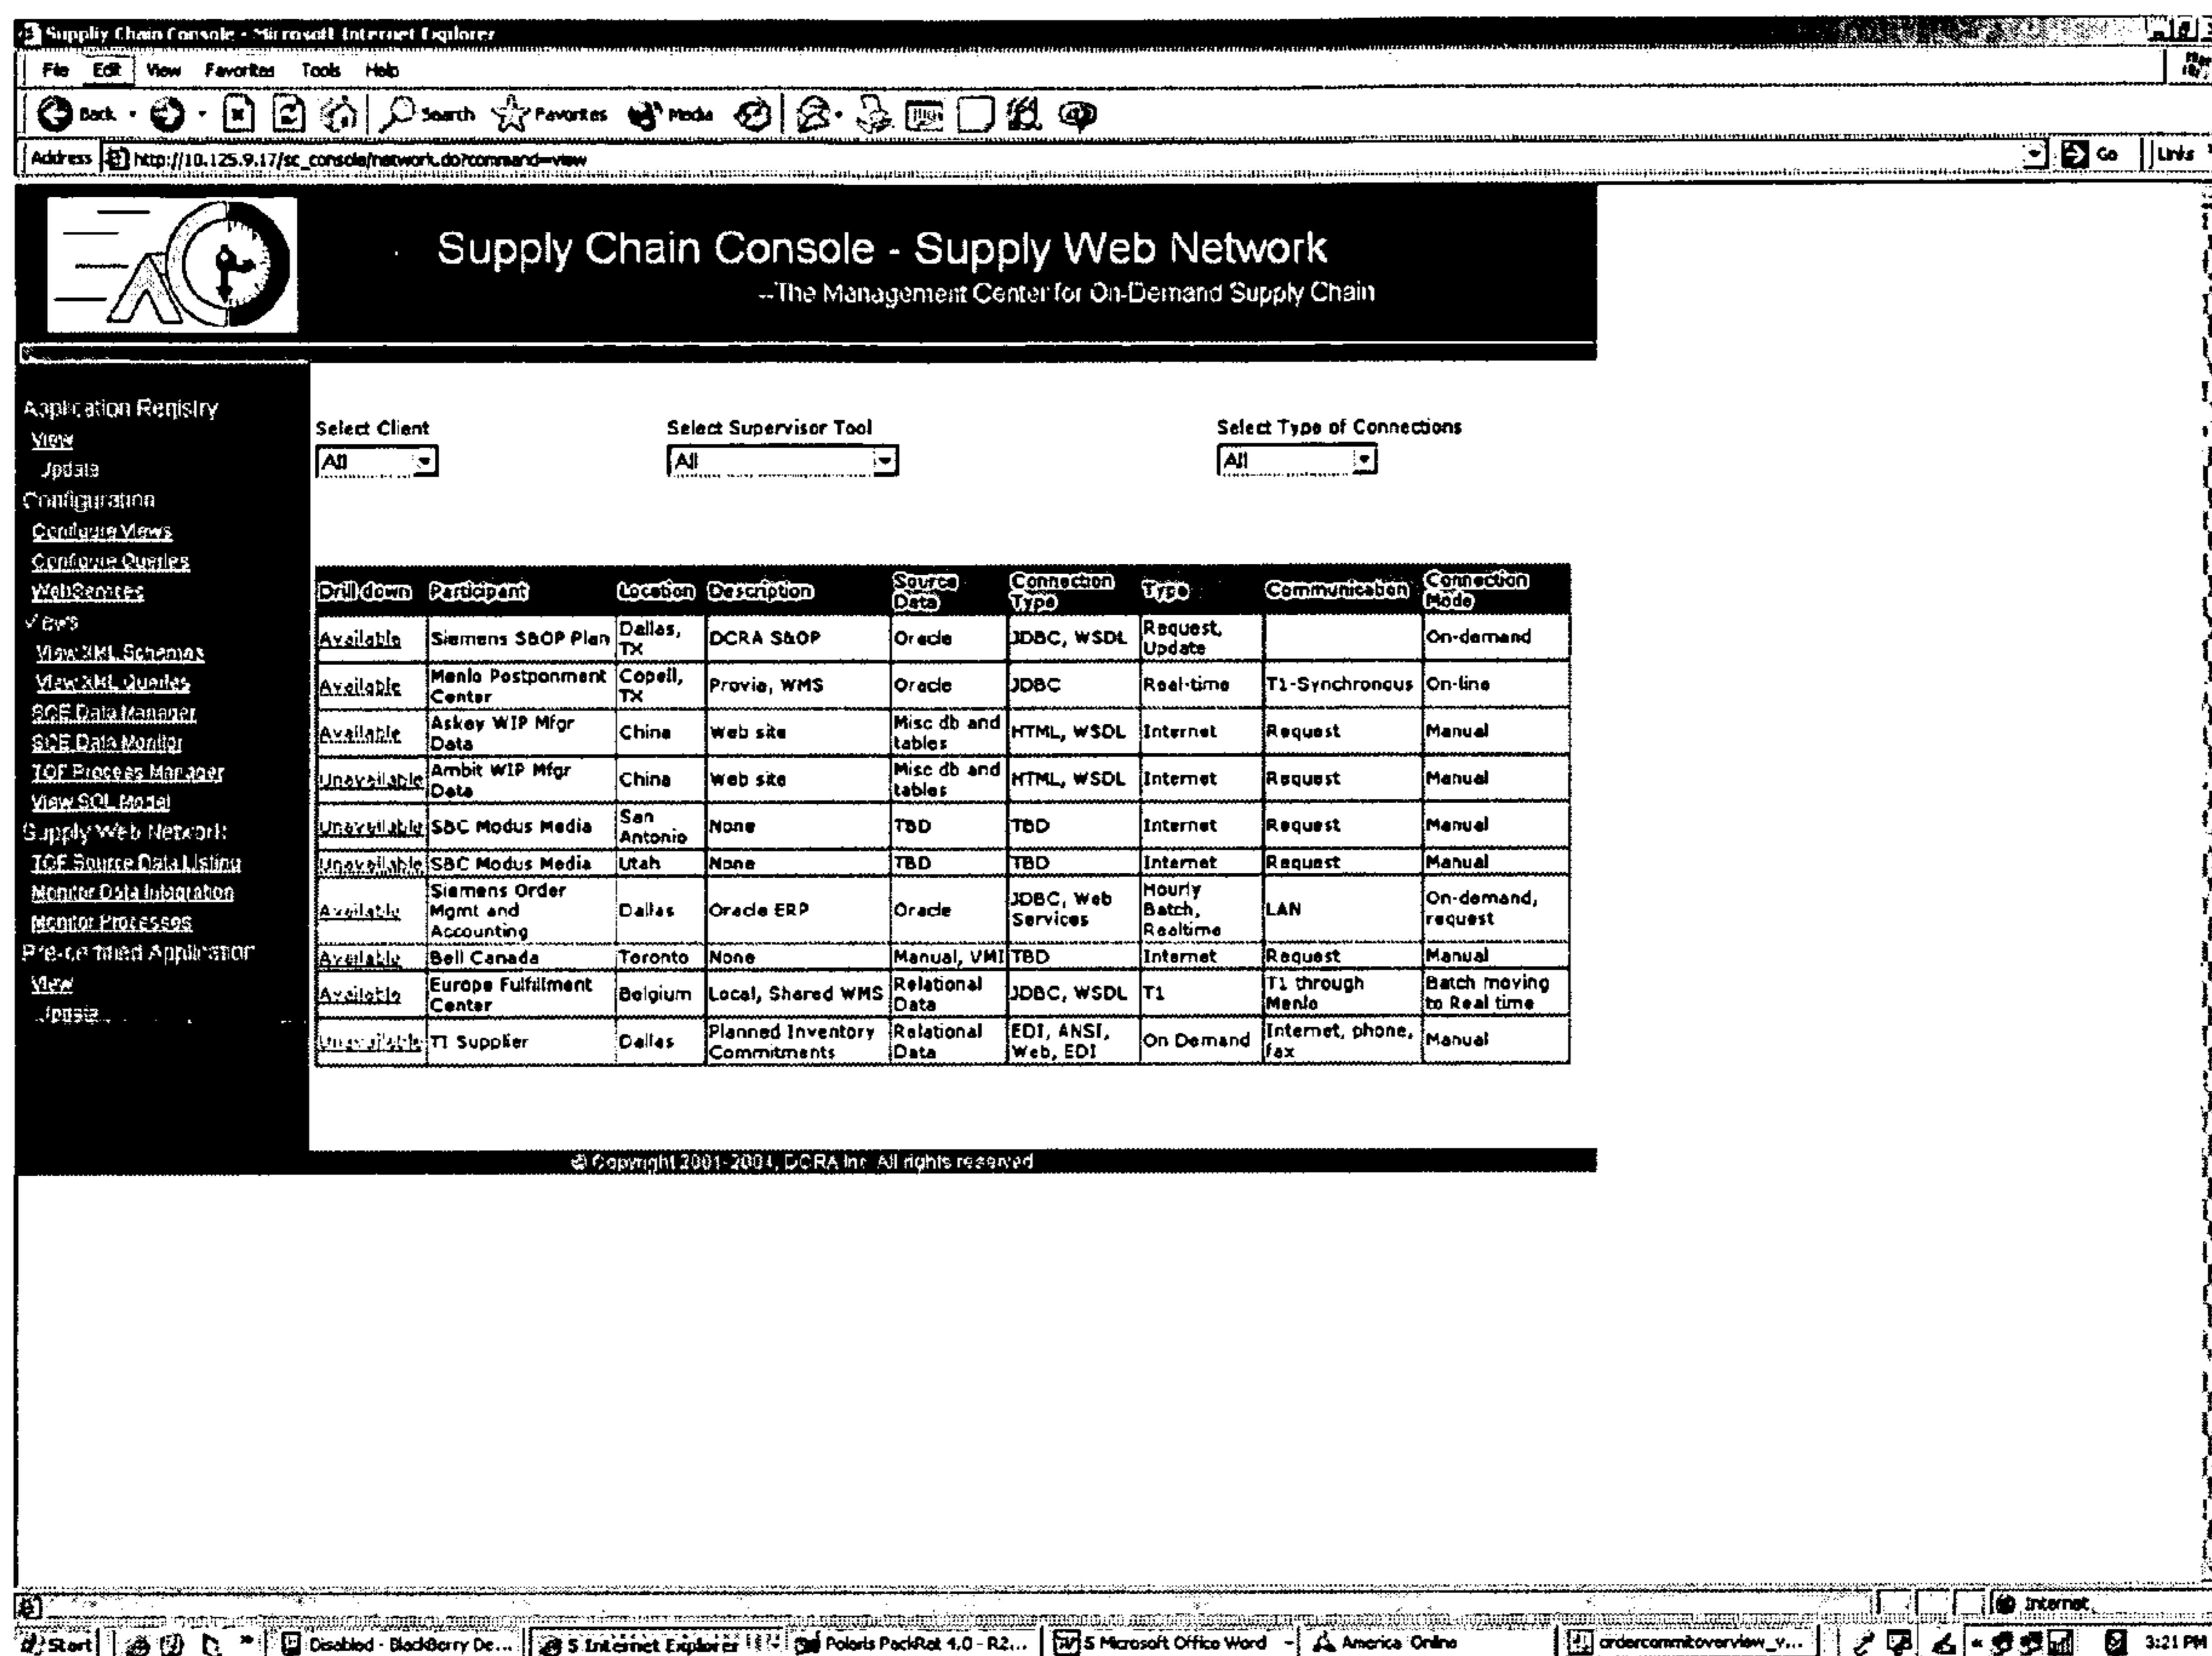 Supply Chain Console - Microsoft Internet Explorer
File Edit View Favorites Tools Help
Back Search Favorites Media
Address http://10.125.9.17/sc_console/network.do?command=view Go Links
Supply Chain Console - Supply Web Network
--The Management Center for On-Demand Supply Chain
Application Registry
View
Update
Configuration
Configure Views
Configure Queries
WebServices
Views
View XML Schemas
View XML Queries
SCE Data Manager
SCE Data Monitor
TOF Process Manager
View SQL Model
Supply Web Network
TOF Source Data Listing
Monitor Data Integration
Monitor Processes
Pre-certified Application
View
Update
Select Client Select Supervisor Tool Select Type of Connections
All All All
Drill-down Participant Location Description Source Data Connection Type Type Communication Connection Mode
Available Siemens S&OP Plan Dallas, TX DCRA S&OP Oracle JDBC, WSDL Request, Update On-demand
Available Menlo Postponment Center Copell, TX Provia, WMS Oracle JDBC Real-time T1-Synchronous On-line
Available Askey WIP Mfgr Data China Web site Misc db and tables HTML, WSDL Internet Request Manual
Unavailable Ambit WIP Mfgr Data China Web site Misc db and tables HTML, WSDL Internet Request Manual
Unavailable SBC Modus Media San Antonio None TBD TBD Internet Request Manual
Unavailable SBC Modus Media Utah None TBD TBD Internet Request Manual
Available Siemens Order Mgmt and Accounting Dallas Oracle ERP Oracle JDBC, Web Services Hourly Batch, Realtime LAN On-demand, request
Available Bell Canada Toronto None Manual, VMI TBD Internet Request Manual
Available Europe Fulfillment Center Belgium Local, Shared WMS Relational Data JDBC, WSDL T1 T1 through Menlo Batch moving to Real time
Unavailable TI Supplier Dallas Planned Inventory Commitments Relational Data EDI, ANSI, Web, EDI On Demand Internet, phone, fax Manual
© Copyright 2001-2004, DCRA Inc. All rights reserved
Internet
Start Disabled - BlackBerry De... 5 Internet Explorer Polaris PackRat 4.0 - R2... 5 Microsoft Office Word America Online ordercommitoverview_v... 3:21 PM